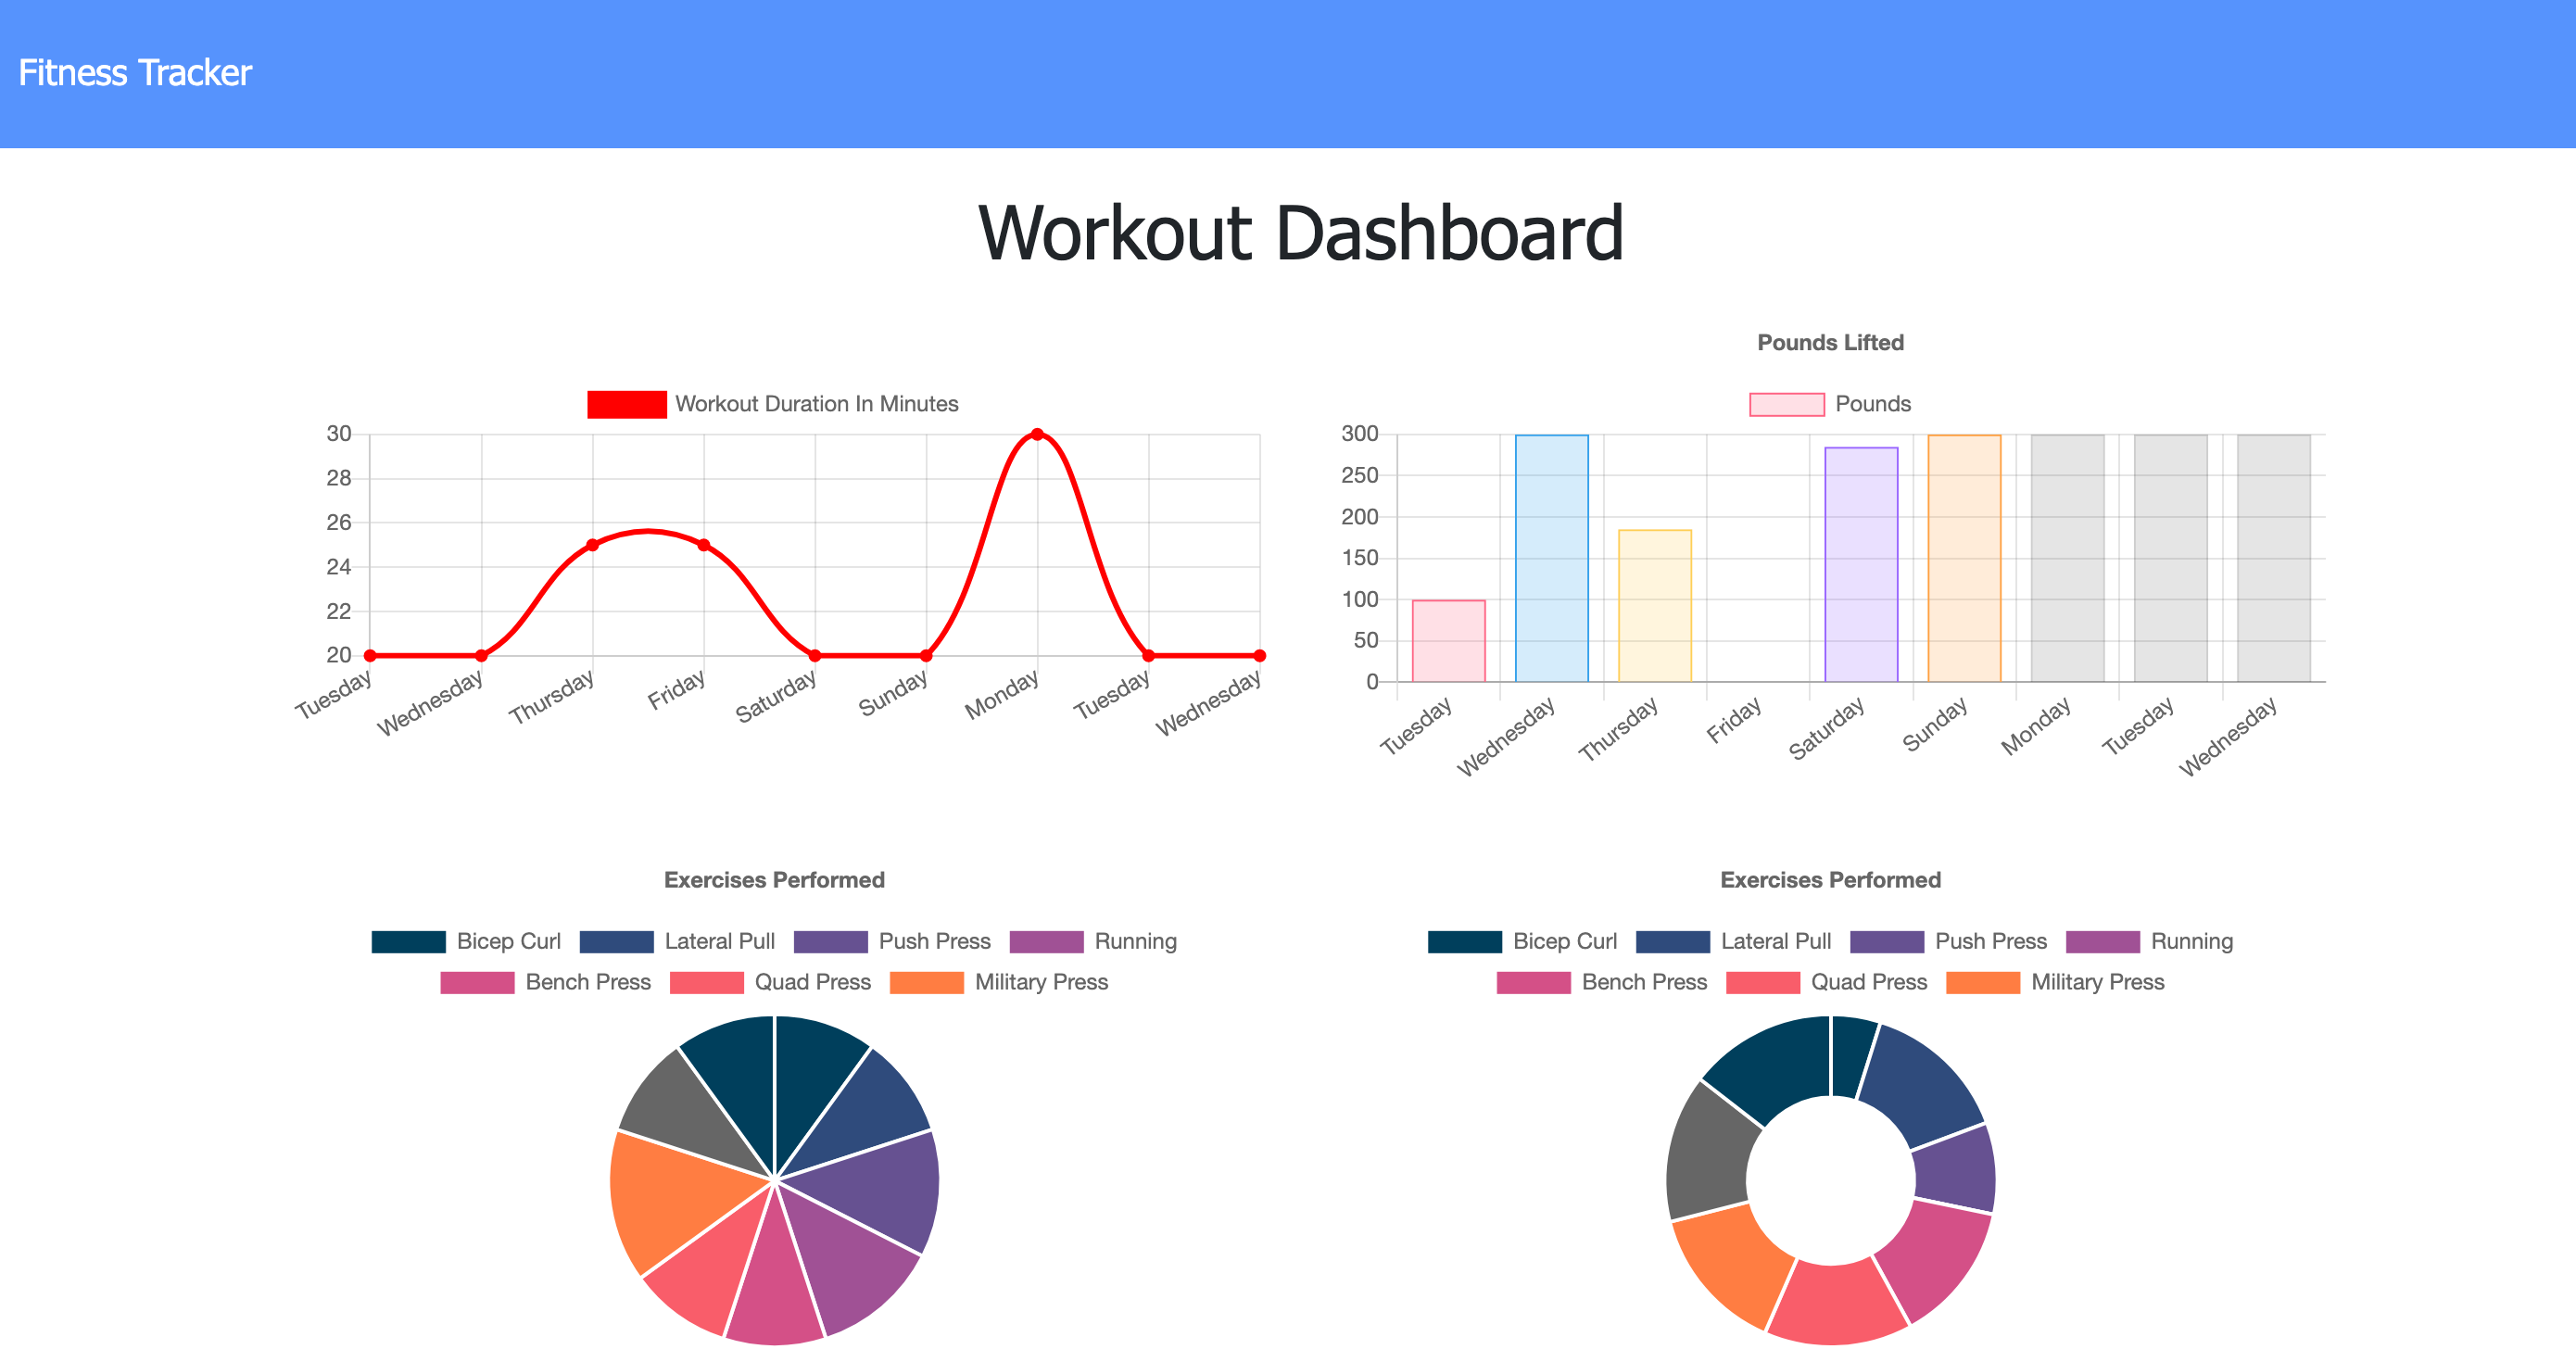 Fitness Tracker
Workout Dashboard
Workout Duration In Minutes
30
28
26
24
22
20
Tuesday Wednesday Thursday Friday Saturday Sunday Monday Tuesday Wednesday
Pounds Lifted
Pounds
300
250
200
150
100
50
0
Tuesday Wednesday Thursday Friday Saturday Sunday Monday Tuesday Wednesday
Exercises Performed
Bicep Curl Lateral Pull Push Press Running
Bench Press Quad Press Military Press
Exercises Performed
Bicep Curl Lateral Pull Push Press Running
Bench Press Quad Press Military Press